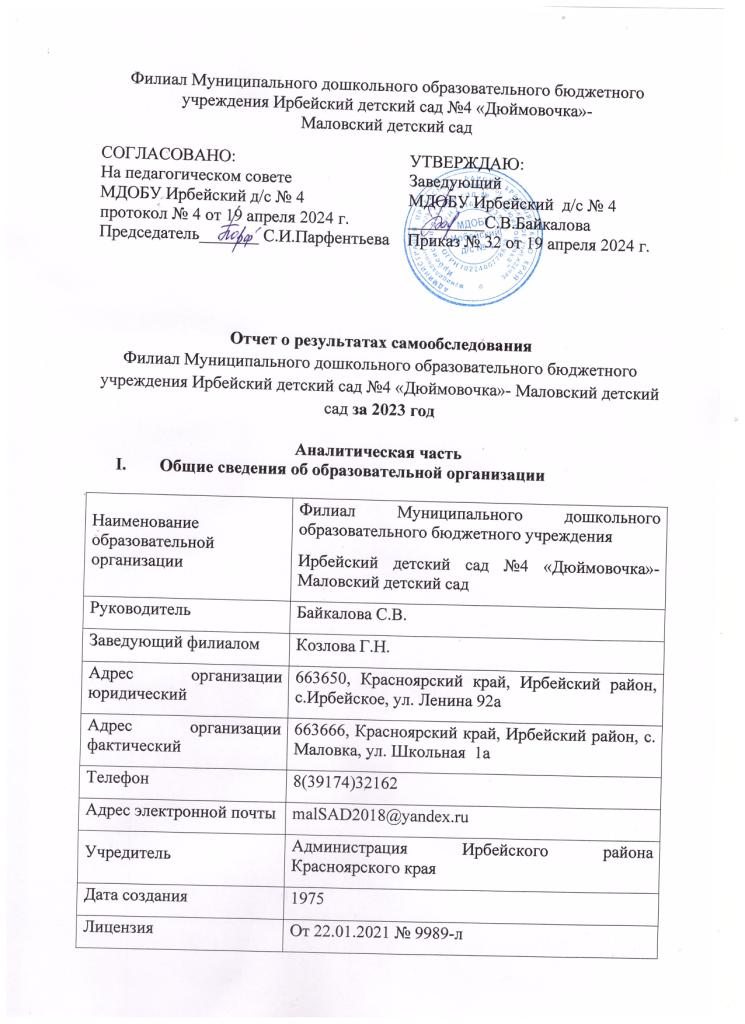 Филиал Муниципального дошкольного образовательного бюджетного
учреждения Ирбейский детский сад №4 «Дюймовочка»-
Маловский детский сад
СОГЛАСОВАНО:
На педагогическом совете
МДОБУ Ирбейский д/с № 4
протокол № 4 от 19 апреля 2024 г.
Председатель_______ С.И.Парфентьева
УТВЕРЖДАЮ:
Заведующий
МДОБУ Ирбейский д/с № 4
С.В.Байкалова
Приказ № 32 от 19 апреля 2024 г.
Отчет о результатах самообследования
Филиал Муниципального дошкольного образовательного бюджетного
учреждения Ирбейский детский сад №4 «Дюймовочка»- Маловский детский
сад за 2023 год
Аналитическая часть
I. Общие сведения об образовательной организации
Наименование
образовательной
организации
Филиал Муниципального дошкольного
образовательного бюджетного учреждения
Ирбейский детский сад №4 «Дюймовочка»-
Маловский детский сад
Руководитель
Байкалова С.В.
Заведующий филиалом
Козлова Г.Н.
Адрес организации
юридический
663650, Красноярский край, Ирбейский район,
с.Ирбейское, ул. Ленина 92а
Адрес организации
фактический
663666, Красноярский край, Ирбейский район, с.
Маловка, ул. Школьная 1а
Телефон
8(39174)32162
Адрес электронной почты
malSAD2018@yandex.ru
Учредитель
Администрация Ирбейского района
Красноярского края
Дата создания
1975
Лицензия
От 22.01.2021 № 9989-л